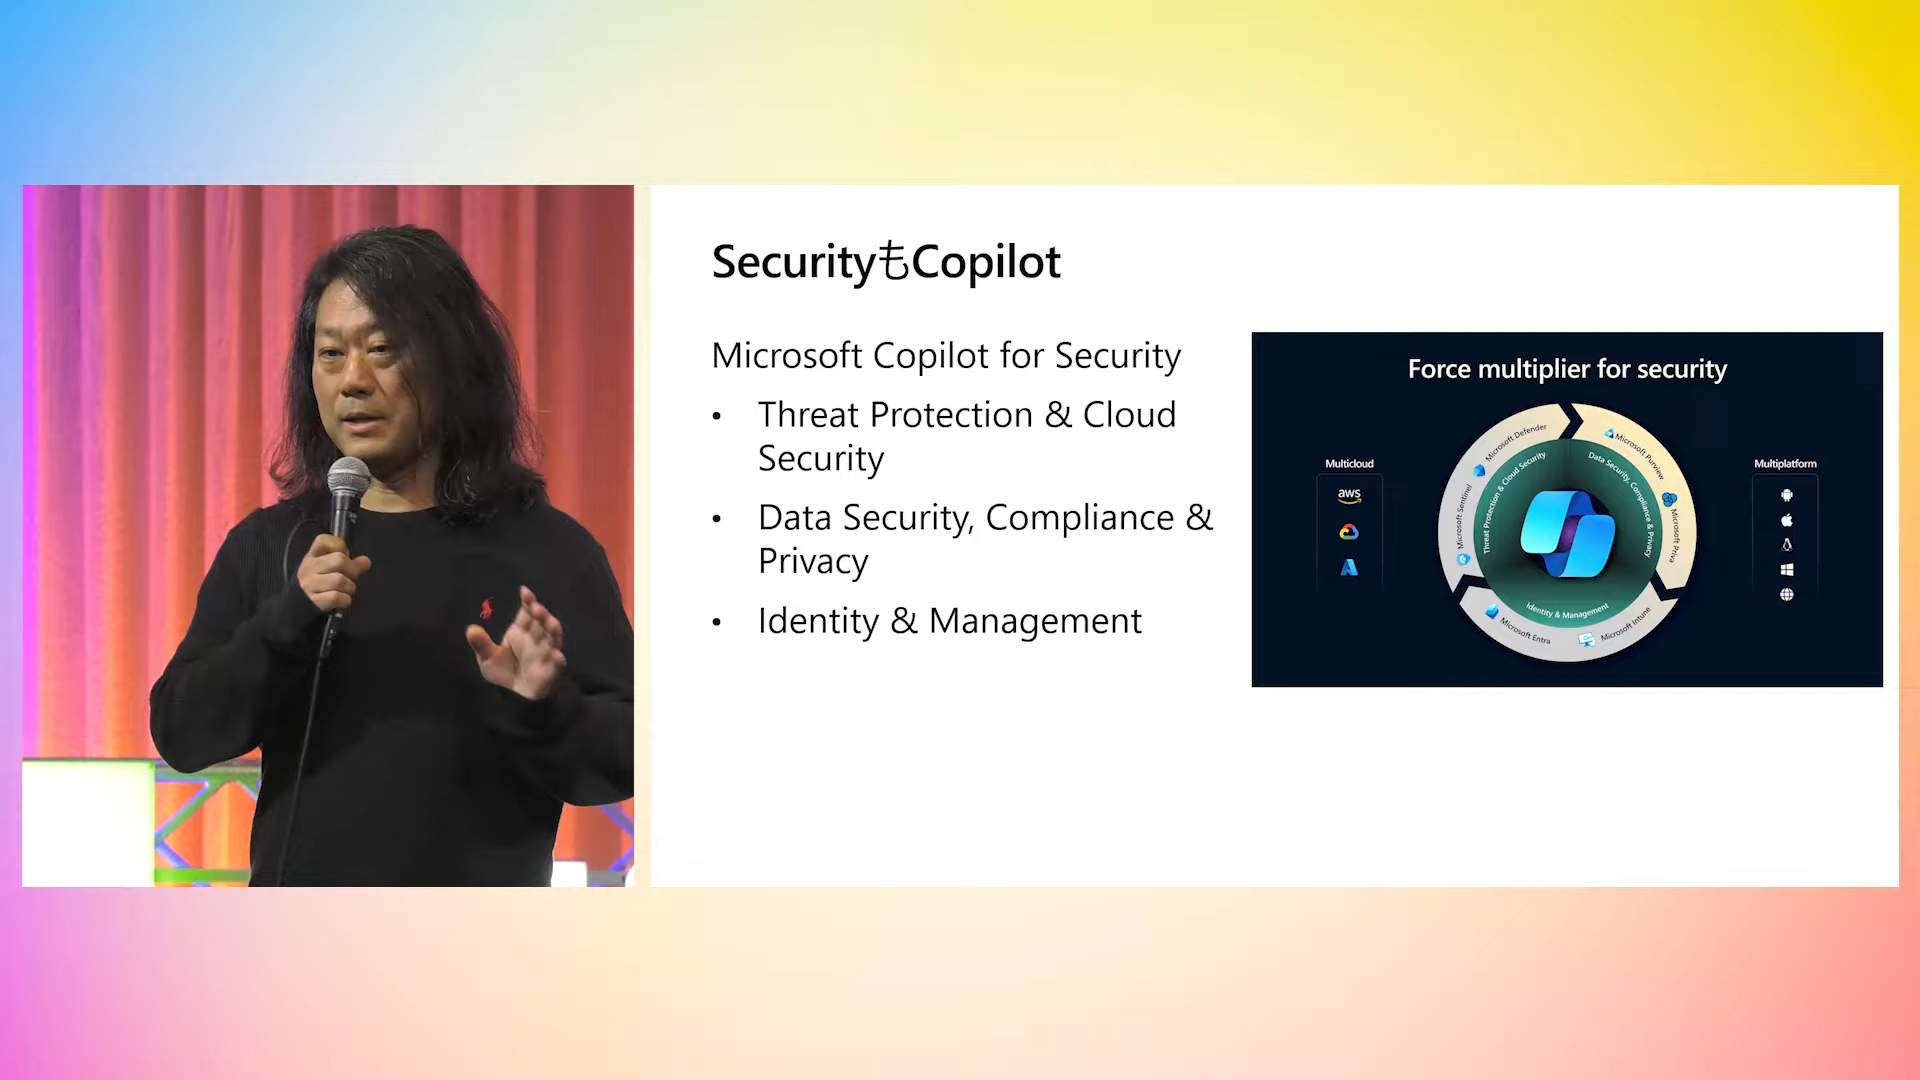 SecurityもCopilot
Microsoft Copilot for Security
• Threat Protection & Cloud
Security
• Data Security, Compliance &
Privacy
• Identity & Management
Force multiplier for security
Multicloud
aws
Multiplatform
Microsoft Defender
Microsoft Sentinel
Threat Protection & Cloud Security
Microsoft Purview
Microsoft Priva
Data Security, Compliance & Privacy
Identity & Management
Microsoft Entra
Microsoft Intune